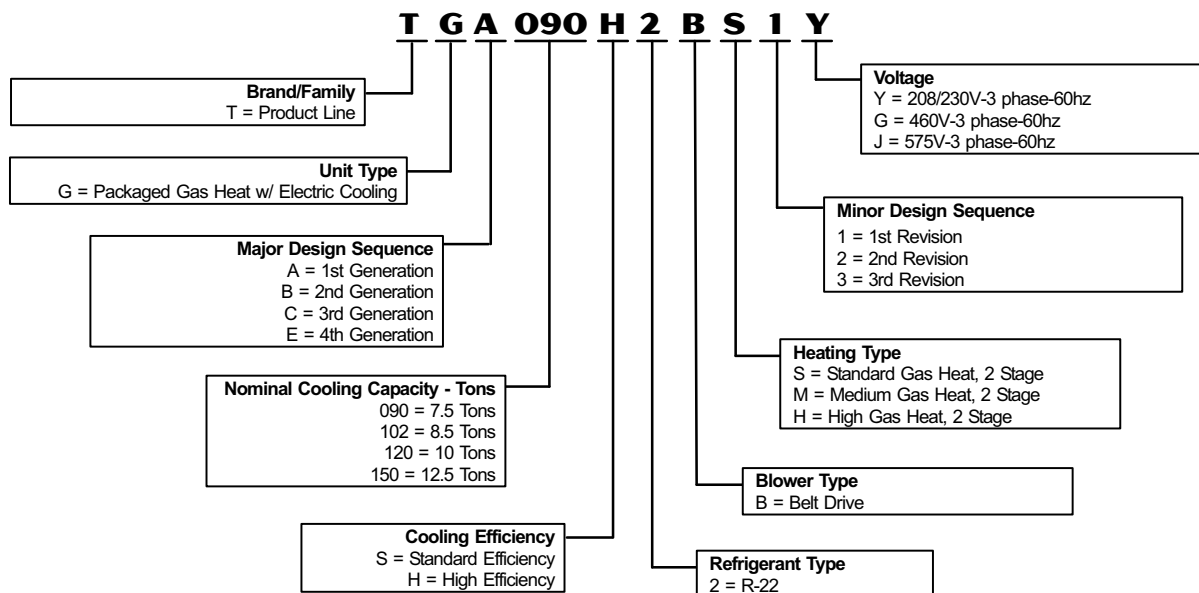 T G A 090 H 2 B S 1 Y
Brand/Family
T = Product Line
Unit Type
G = Packaged Gas Heat w/ Electric Cooling
Major Design Sequence
A = 1st Generation
B = 2nd Generation
C = 3rd Generation
E = 4th Generation
Nominal Cooling Capacity - Tons
090 = 7.5 Tons
102 = 8.5 Tons
120 = 10 Tons
150 = 12.5 Tons
Cooling Efficiency
S = Standard Efficiency
H = High Efficiency
Voltage
Y = 208/230V-3 phase-60hz
G = 460V-3 phase-60hz
J = 575V-3 phase-60hz
Minor Design Sequence
1 = 1st Revision
2 = 2nd Revision
3 = 3rd Revision
Heating Type
S = Standard Gas Heat, 2 Stage
M = Medium Gas Heat, 2 Stage
H = High Gas Heat, 2 Stage
Blower Type
B = Belt Drive
Refrigerant Type
2 = R-22